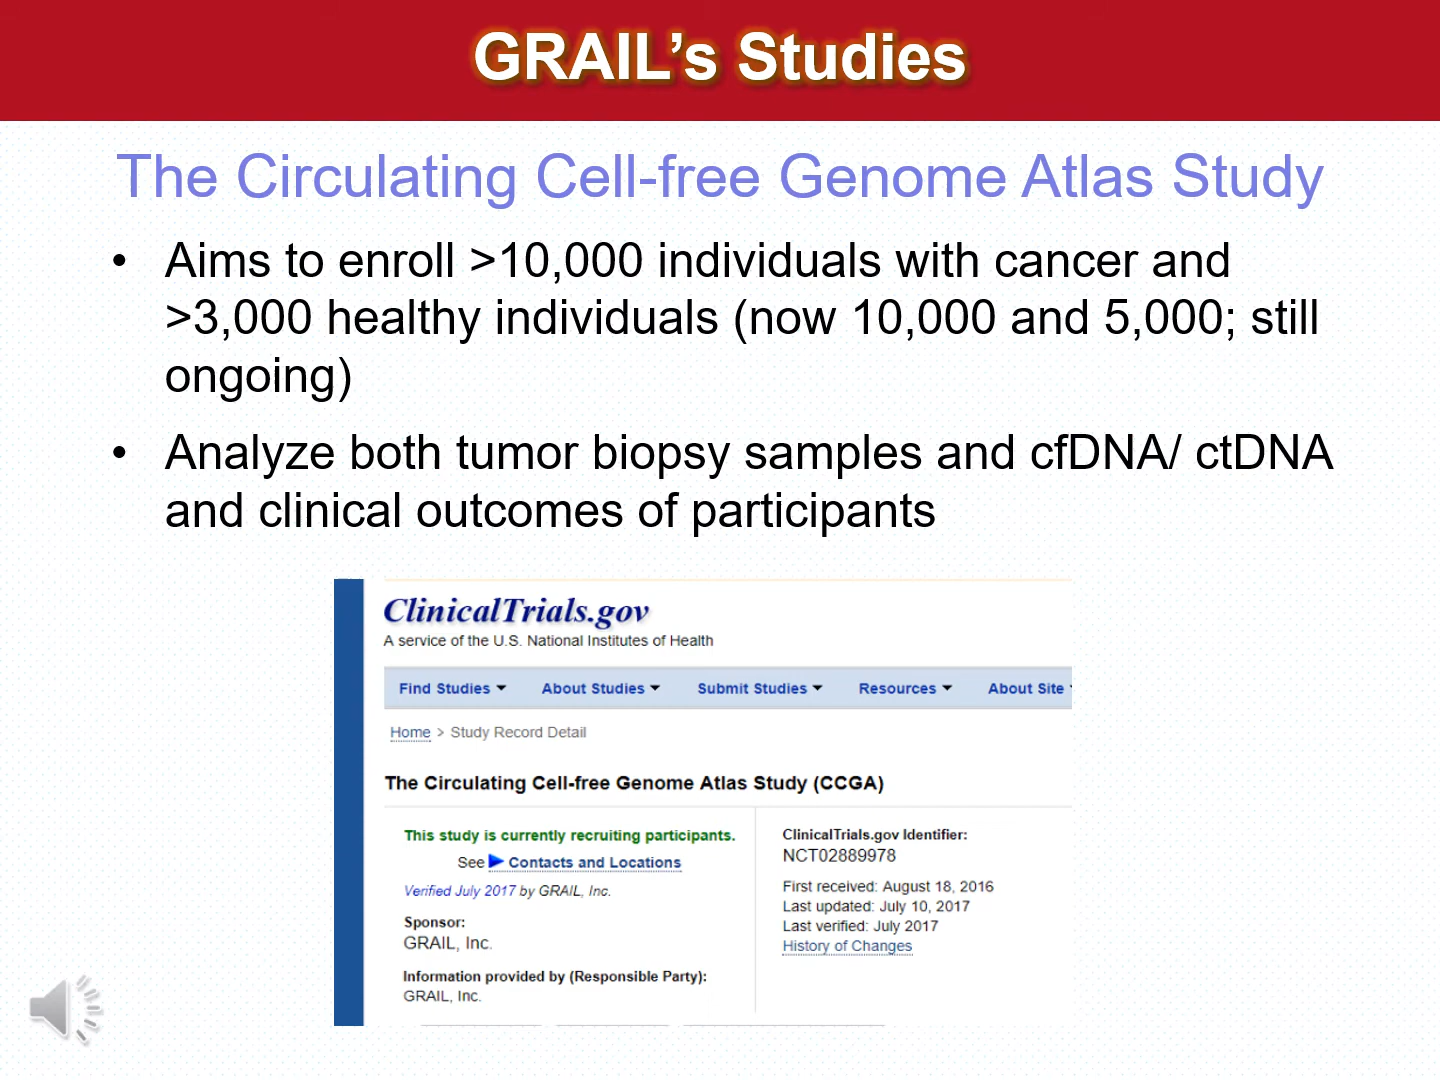 GRAIL’s Studies
The Circulating Cell-free Genome Atlas Study
• Aims to enroll >10,000 individuals with cancer and
>3,000 healthy individuals (now 10,000 and 5,000; still
ongoing)
• Analyze both tumor biopsy samples and cfDNA/ ctDNA
and clinical outcomes of participants
ClinicalTrials.gov
A service of the U.S. National Institutes of Health
Find Studies About Studies Submit Studies Resources About Site
Home > Study Record Detail
The Circulating Cell-free Genome Atlas Study (CCGA)
This study is currently recruiting participants.
See Contacts and Locations
Verified July 2017 by GRAIL, Inc.
Sponsor:
GRAIL, Inc.
Information provided by (Responsible Party):
GRAIL, Inc.
ClinicalTrials.gov Identifier:
NCT02889978
First received: August 18, 2016
Last updated: July 10, 2017
Last verified: July 2017
History of Changes